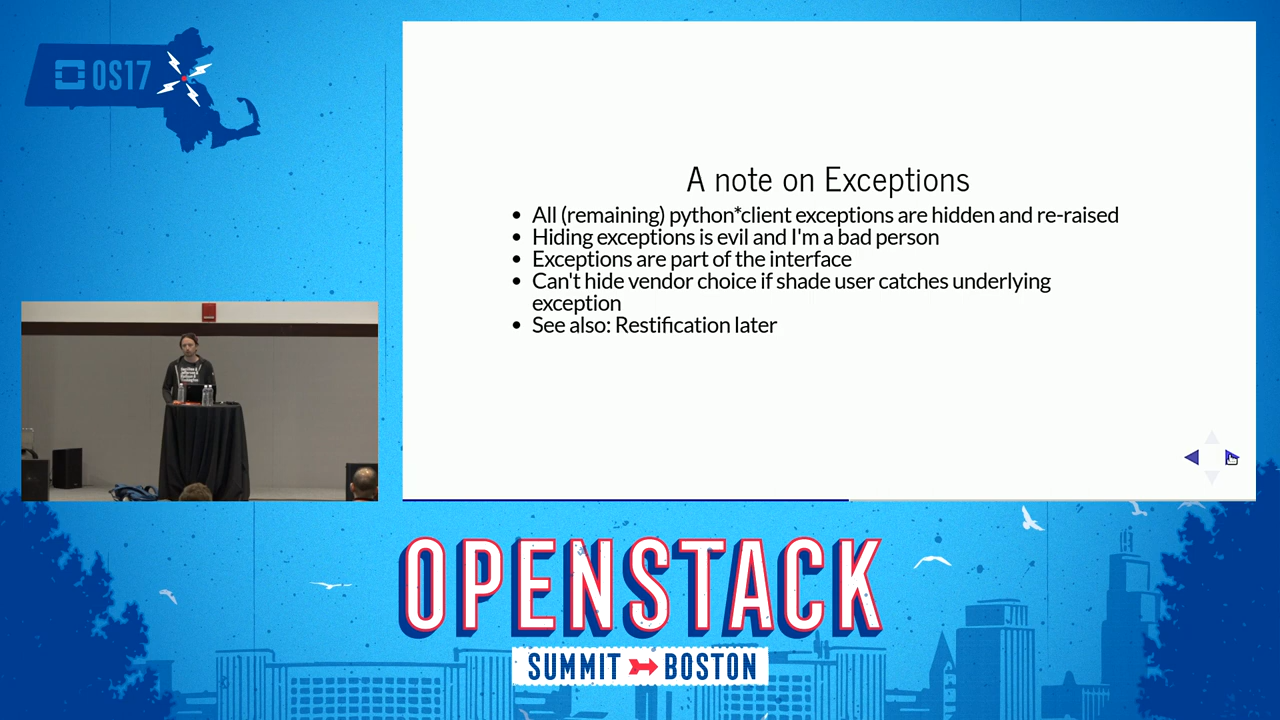 OS17
A note on Exceptions
All (remaining) python*client exceptions are hidden and re-raised
Hiding exceptions is evil and I'm a bad person
Exceptions are part of the interface
Can't hide vendor choice if shade user catches underlying
exception
See also: Restification later
OPENSTACK
SUMMIT BOSTON